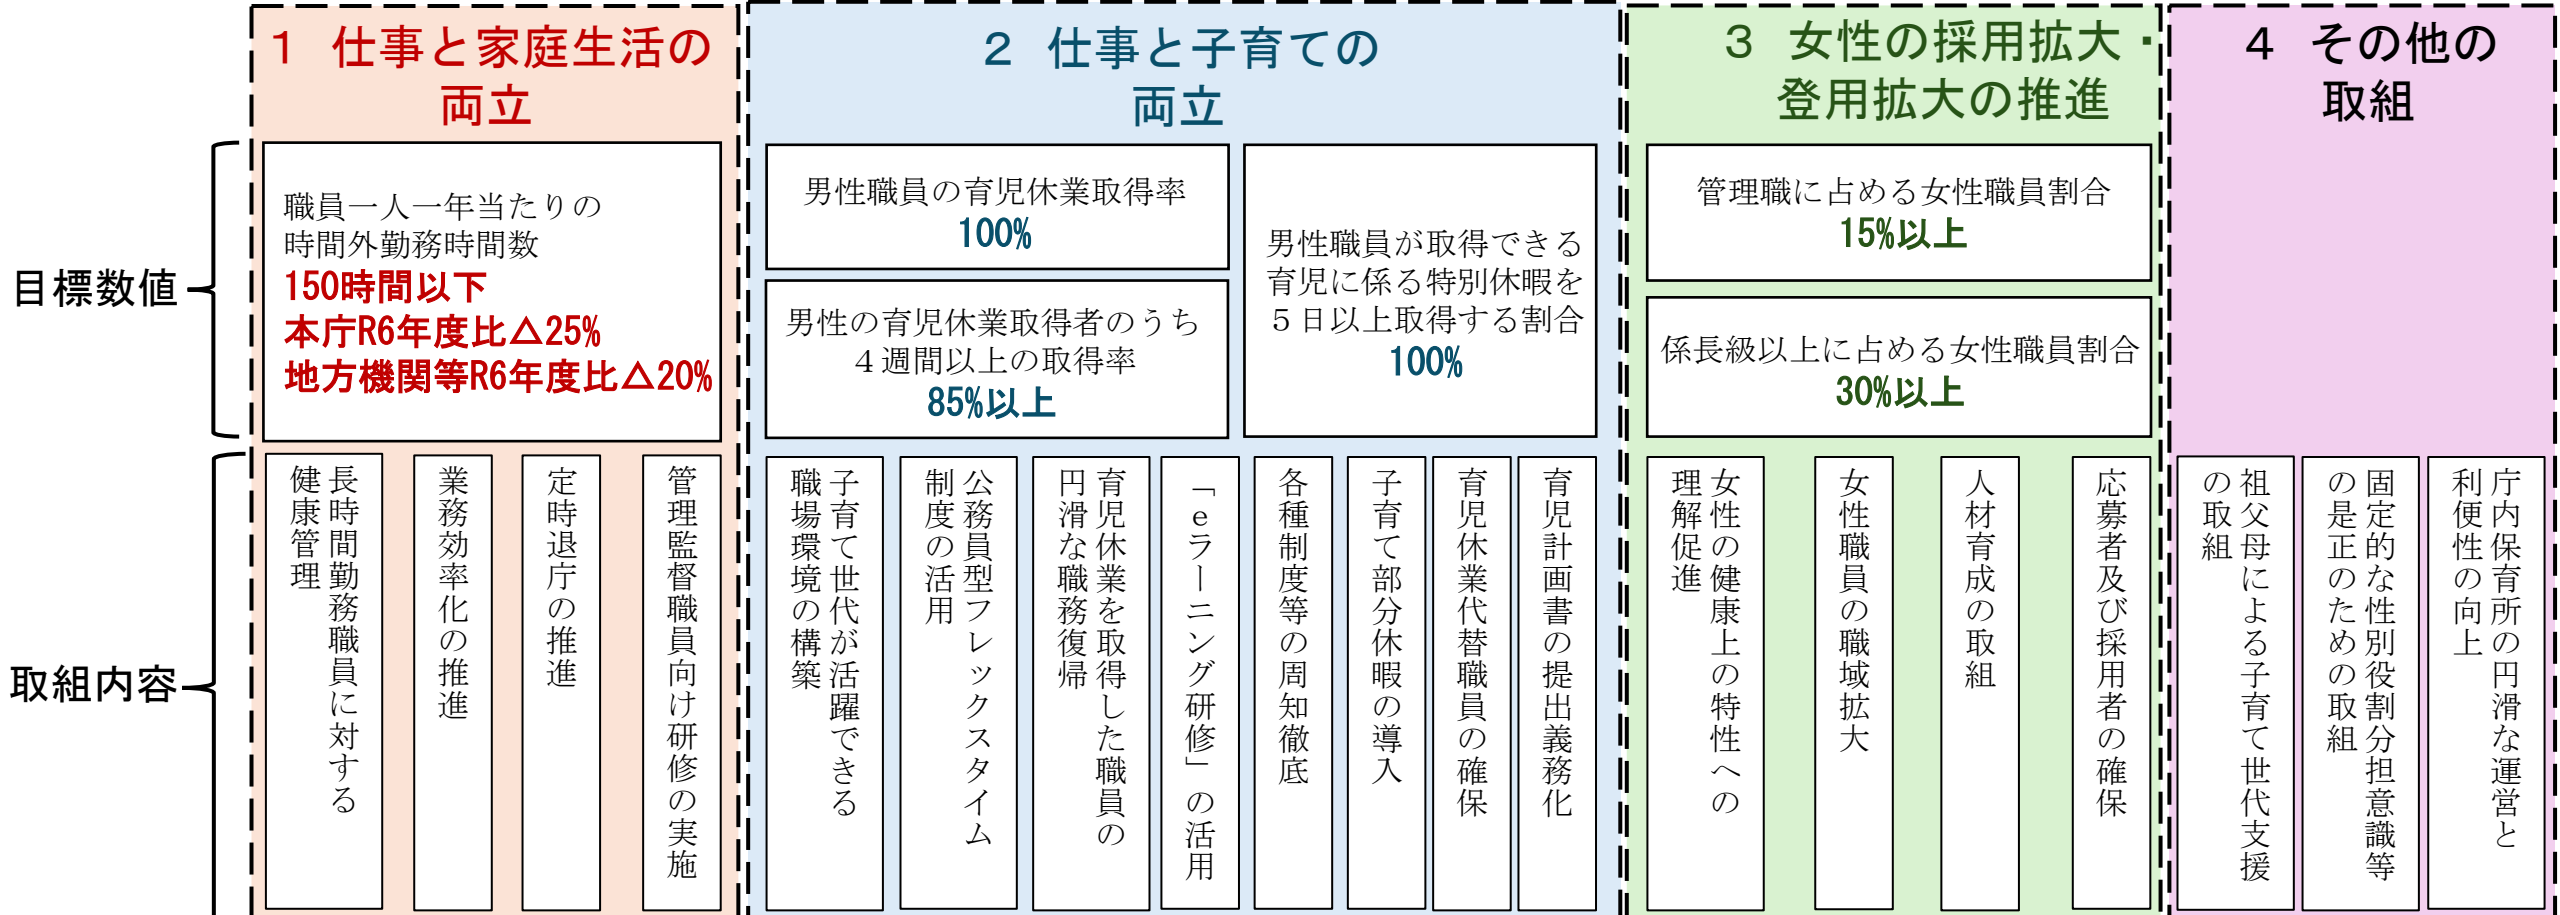 1 仕事と家庭生活の
両立
2 仕事と子育ての
両立
3 女性の採用拡大・
登用拡大の推進
4 その他の
取組
目標数値
職員一人一年当たりの
時間外勤務時間数
150時間以下
本庁R6年度比△25%
地方機関等R6年度比△20%
男性職員の育児休業取得率
100%
男性の育児休業取得者のうち
４週間以上の取得率
85%以上
男性職員が取得できる
育児に係る特別休暇を
５日以上取得する割合
100%
管理職に占める女性職員割合
15%以上
係長級以上に占める女性職員割合
30%以上
取組内容
長時間勤務職員に対する
健康管理
業務効率化の推進
定時退庁の推進
管理監督職員向け研修の実施
子育て世代が活躍できる
職場環境の構築
公務員型フレックスタイム
制度の活用
育児休業を取得した職員の
円滑な職務復帰
「eラーニング研修」の活用
各種制度等の周知徹底
子育て部分休暇の導入
育児休業代替職員の確保
育児計画書の提出義務化
女性の健康上の特性への
理解促進
女性職員の職域拡大
人材育成の取組
応募者及び採用者の確保
祖父母による子育て世代支援
の取組
固定的な性別役割分担意識等
の是正のための取組
庁内保育所の円滑な運営と
利便性の向上